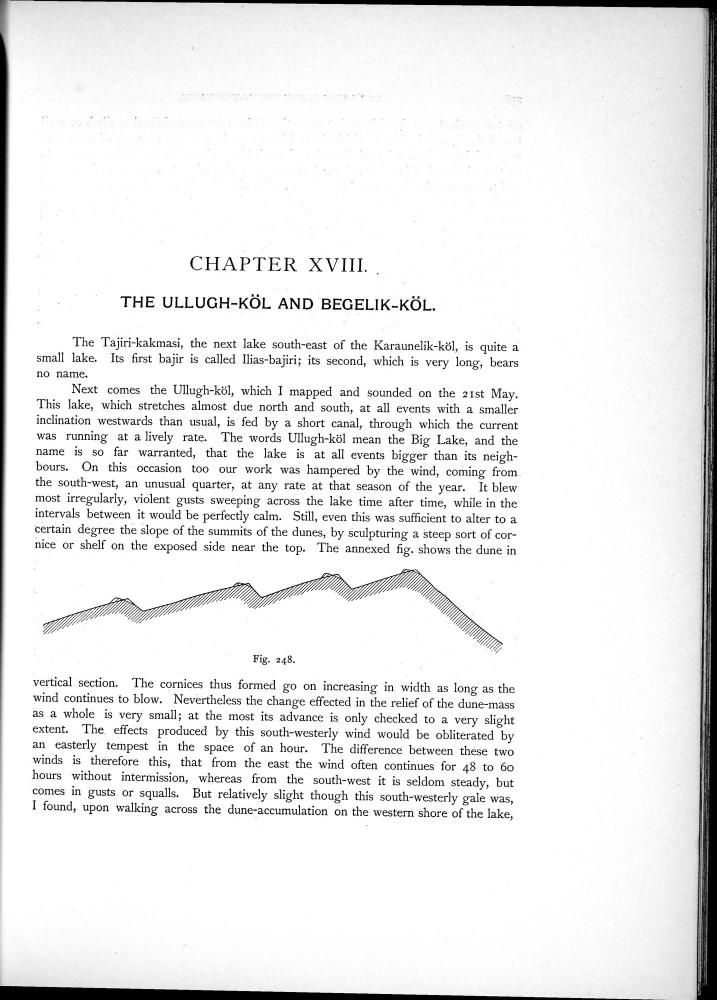 CHAPTER XVIII.
THE ULLUGH-KÖL AND BEGELIK-KÖL.
The Tajiri-kakmasi, the next lake south-east of the Karaunelik-köl, is quite a
small lake. Its first bajir is called Ilias-bajiri; its second, which is very long, bears
no name.
Next comes the Ullugh-köl, which I mapped and sounded on the 21st May.
This lake, which stretches almost due north and south, at all events with a smaller
inclination westwards than usual, is fed by a short canal, through which the current
was running at a lively rate. The words Ullugh-köl mean the Big Lake, and the
name is so far warranted, that the lake is at all events bigger than its neigh-
bours. On this occasion too our work was hampered by the wind, coming from
the south-west, an unusual quarter, at any rate at that season of the year. It blew
most irregularly, violent gusts sweeping across the lake time after time, while in the
intervals between it would be perfectly calm. Still, even this was sufficient to alter to a
certain degree the slope of the summits of the dunes, by sculpturing a steep sort of cor-
nice or shelf on the exposed side near the top. The annexed fig. shows the dune in
Fig. 248.
vertical section. The cornices thus formed go on increasing in width as long as the
wind continues to blow. Nevertheless the change effected in the relief of the dune-mass
as a whole is very small; at the most its advance is only checked to a very slight
extent. The effects produced by this south-westerly wind would be obliterated by
an easterly tempest in the space of an hour. The difference between these two
winds is therefore this, that from the east the wind often continues for 48 to 60
hours without intermission, whereas from the south-west it is seldom steady, but
comes in gusts or squalls. But relatively slight though this south-westerly gale was,
I found, upon walking across the dune-accumulation on the western shore of the lake,